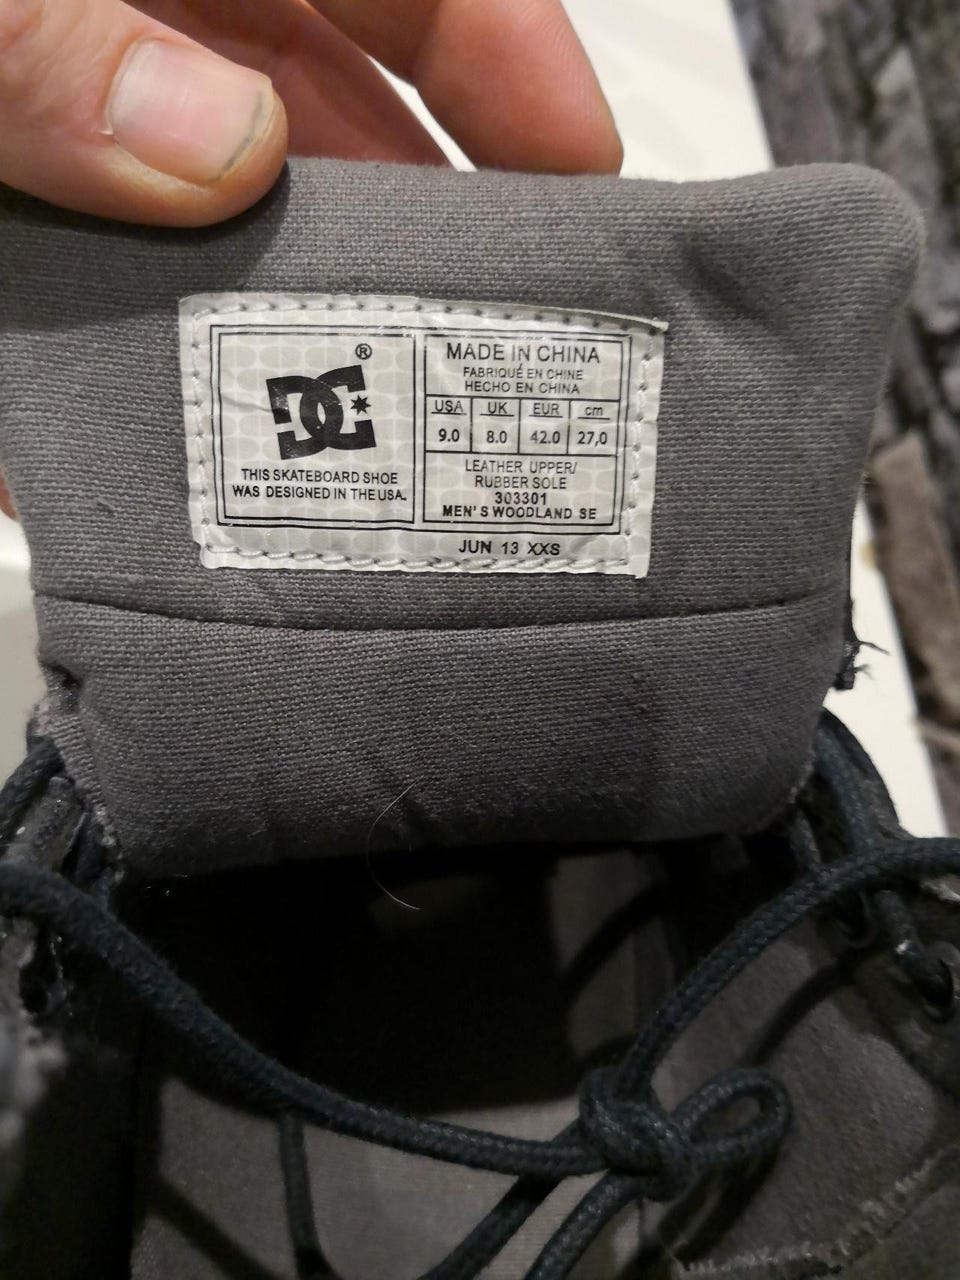 ®
DC
THIS SKATEBOARD SHOE
WAS DESIGNED IN THE USA.
MADE IN CHINA
FABRIQUÉ EN CHINE
HECHO EN CHINA
USA UK EUR cm
9.0 8.0 42.0 27,0
LEATHER UPPER/
RUBBER SOLE
303301
MEN'S WOODLAND SE
JUN 13 XXS